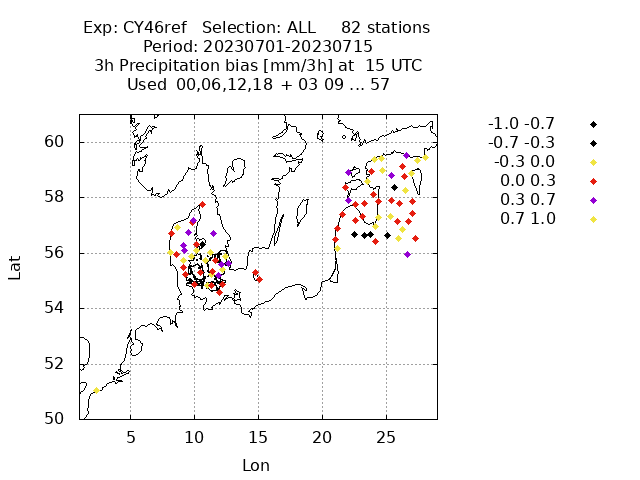 Exp: CY46ref   Selection: ALL     82 stations
Period: 20230701-20230715
3h Precipitation bias [mm/3h] at  15 UTC
Used  00,06,12,18  + 03 09 ... 57
-1.0 -0.7
-0.7 -0.3
-0.3 0.0
0.0 0.3
0.3 0.7
0.7 1.0
60
58
56
54
52
50
Lat
5 10 15 20 25
Lon